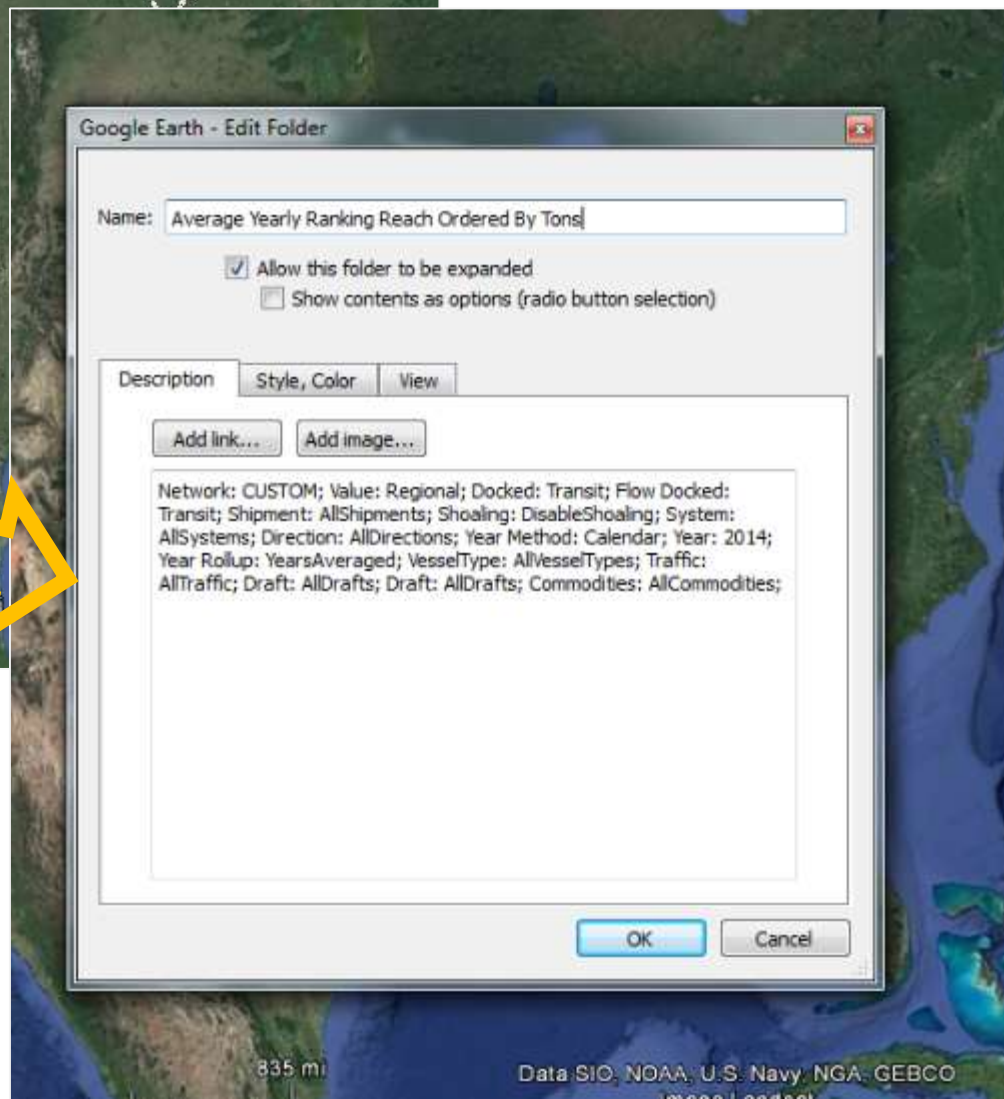 Google Earth - Edit Folder
Name: Average Yearly Ranking Reach Ordered By Tons
Allow this folder to be expanded
Show contents as options (radio button selection)
Description Style, Color View
Add link... Add image...
Network: CUSTOM; Value: Regional; Docked: Transit; Flow Docked:
Transit; Shipment: AllShipments; Shoaling: DisableShoaling; System:
AllSystems; Direction: AllDirections; Year Method: Calendar; Year: 2014;
Year Rollup: YearsAveraged; VesselType: AllVesselTypes; Traffic:
AllTraffic; Draft: AllDrafts; Draft: AllDrafts; Commodities: AllCommodities;
OK Cancel
835 mi
Data SIO, NOAA, U.S. Navy, NGA, GEBCO